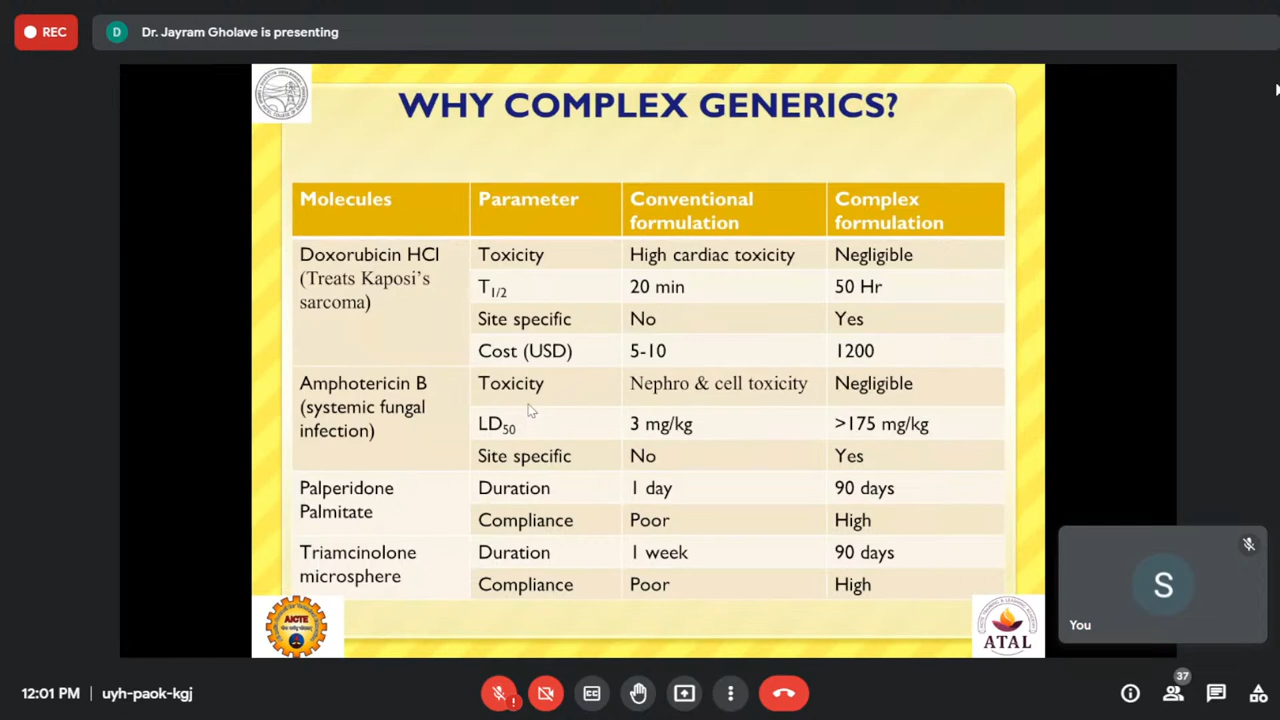 REC
D
Dr. Jayram Gholave is presenting
WHY COMPLEX GENERICS?
Molecules Parameter Conventional formulation Complex formulation
Doxorubicin HCl (Treats Kaposi's sarcoma) Toxicity High cardiac toxicity Negligible
T1/2 20 min 50 Hr
Site specific No Yes
Cost (USD) 5-10 1200
Amphotericin B (systemic fungal infection) Toxicity Nephro & cell toxicity Negligible
LD50 3 mg/kg >175 mg/kg
Site specific No Yes
Palperidone Palmitate Duration 1 day 90 days
Compliance Poor High
Triamcinolone microsphere Duration 1 week 90 days
Compliance Poor High
AICTE
ATAL
S
You
12:01 PM
uyh-paok-kgj
37